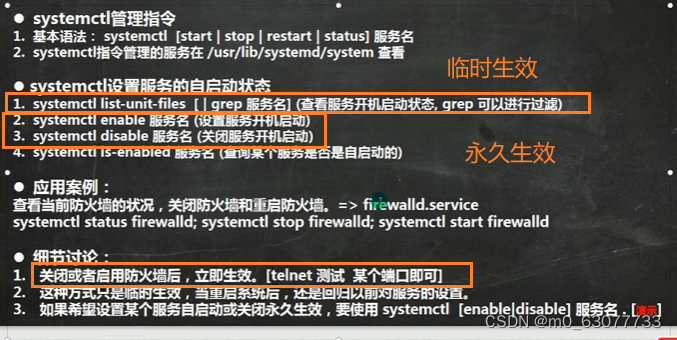 ● systemctl管理指令
1. 基本语法： systemctl [start | stop | restart | status] 服务名
2. systemctl指令管理的服务在 /usr/lib/systemd/system 查看
临时生效
● systemctl设置服务的自启动状态
1. systemctl list-unit-files [ | grep 服务名] (查看服务开机启动状态, grep 可以进行过滤)
2. systemctl enable 服务名 (设置服务开机启动)
3. systemctl disable 服务名 (关闭服务开机启动)
4. systemctl is-enabled 服务名 (查询某个服务是否是自启动的)
永久生效
● 应用案例：
查看当前防火墙的状况，关闭防火墙和重启防火墙。=> firewalld.service
systemctl status firewalld; systemctl stop firewalld; systemctl start firewalld
● 细节讨论：
1. 关闭或者启用防火墙后，立即生效。[telnet 测试 某个端口即可]
2. 这种方式只是临时生效，当重启系统后，还是回归以前对服务的设置。
3. 如果希望设置某个服务自启动或关闭永久生效，要使用 systemctl [enable|disable] 服务名 . [演示]
CSDN @m0_63077733